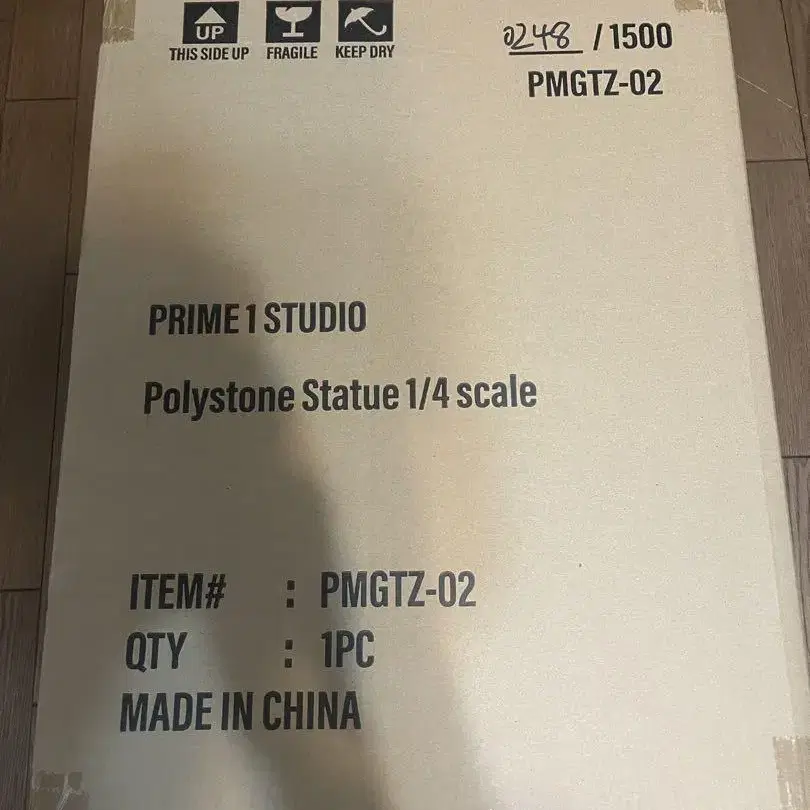 UP
THIS SIDE UP FRAGILE KEEP DRY
0248 / 1500
PMGTZ-02
PRIME 1 STUDIO
Polystone Statue 1/4 scale
ITEM# : PMGTZ-02
QTY : 1PC
MADE IN CHINA